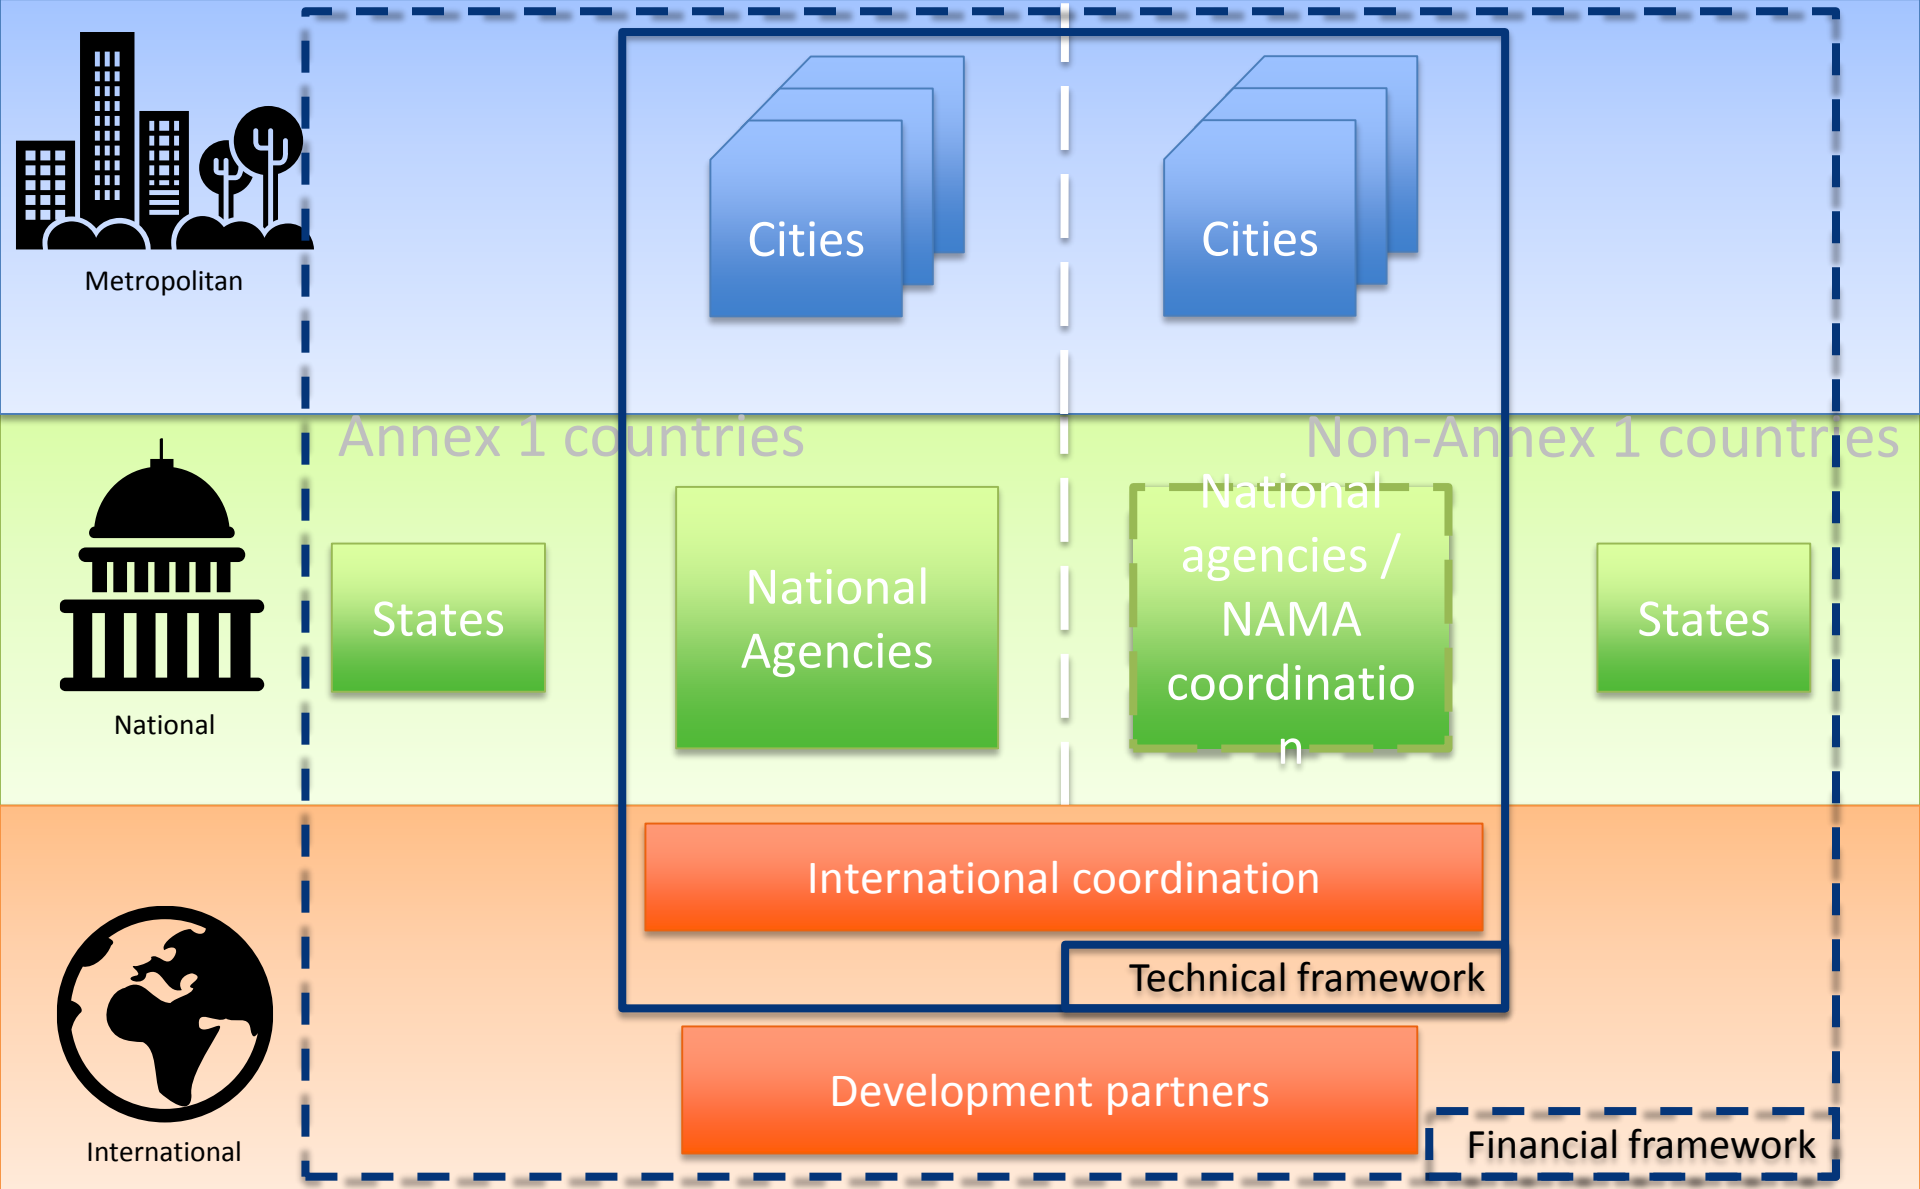 Cities
Cities
Metropolitan
Annex 1 countries
Non-Annex 1 countries
States
National
Agencies
National
agencies /
NAMA
coordinatio
n
States
National
International coordination
Technical framework
Development partners
International
Financial framework